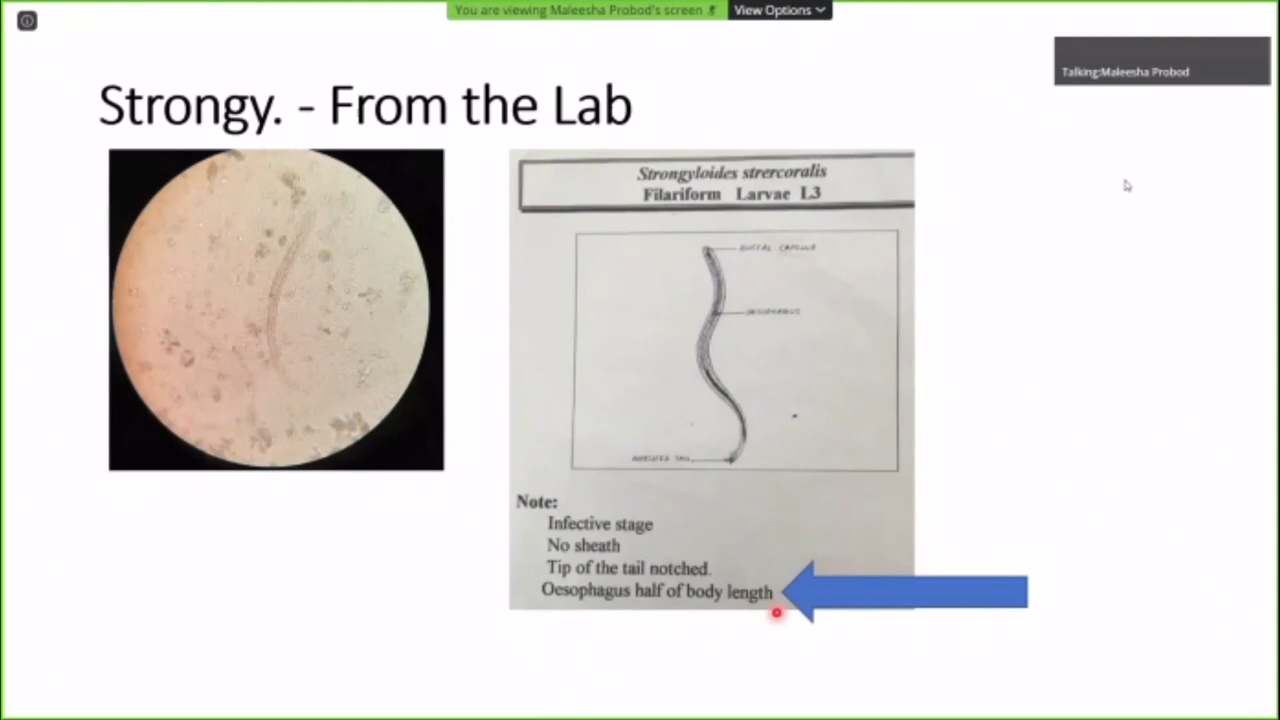 You are viewing Maleesha Probod's screen
View Options
Talking:Maleesha Probod
Strongy. - From the Lab
Strongyloides strercoralis
Filariform Larvae L3
BUCCAL CAPSULE
OESOPHAGUS
NOTCHED TAIL
Note:
Infective stage
No sheath
Tip of the tail notched.
Oesophagus half of body length